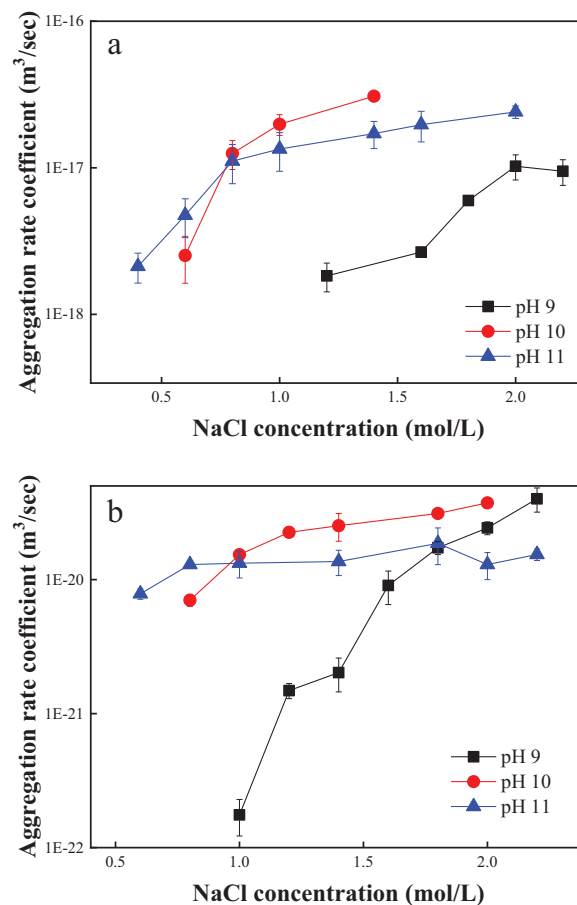 a
Aggregation rate coefficient (m³/sec)
1E-16
1E-17
1E-18
pH 9
pH 10
pH 11
0.5 1.0 1.5 2.0
NaCl concentration (mol/L)
b
Aggregation rate coefficient (m³/sec)
1E-20
1E-21
1E-22
pH 9
pH 10
pH 11
0.5 1.0 1.5 2.0
NaCl concentration (mol/L)